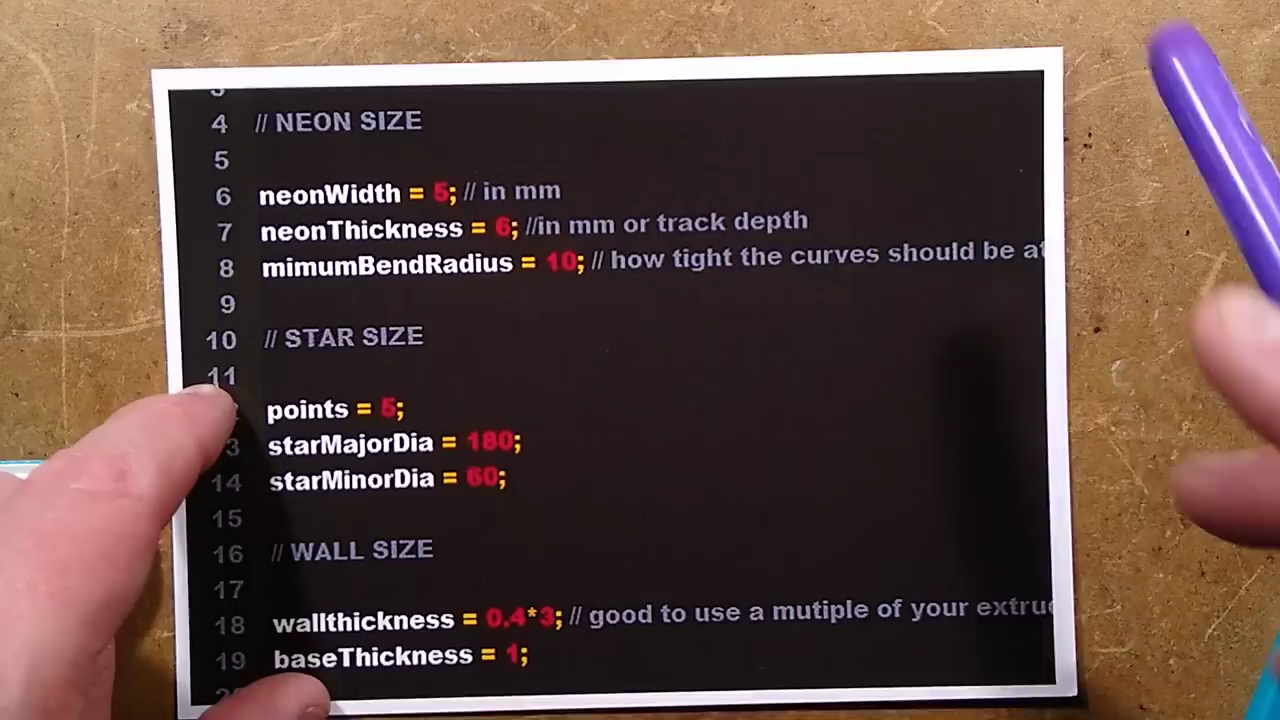 4 // NEON SIZE
5
6 neonWidth = 5; // in mm
7 neonThickness = 6; //in mm or track depth
8 mimumBendRadius = 10; // how tight the curves should be at
9
10 // STAR SIZE
11
points = 5;
3 starMajorDia = 180;
14 starMinorDia = 60;
15
16 // WALL SIZE
17
18 wallthickness = 0.4*3; // good to use a mutiple of your
19 baseThickness = 1;